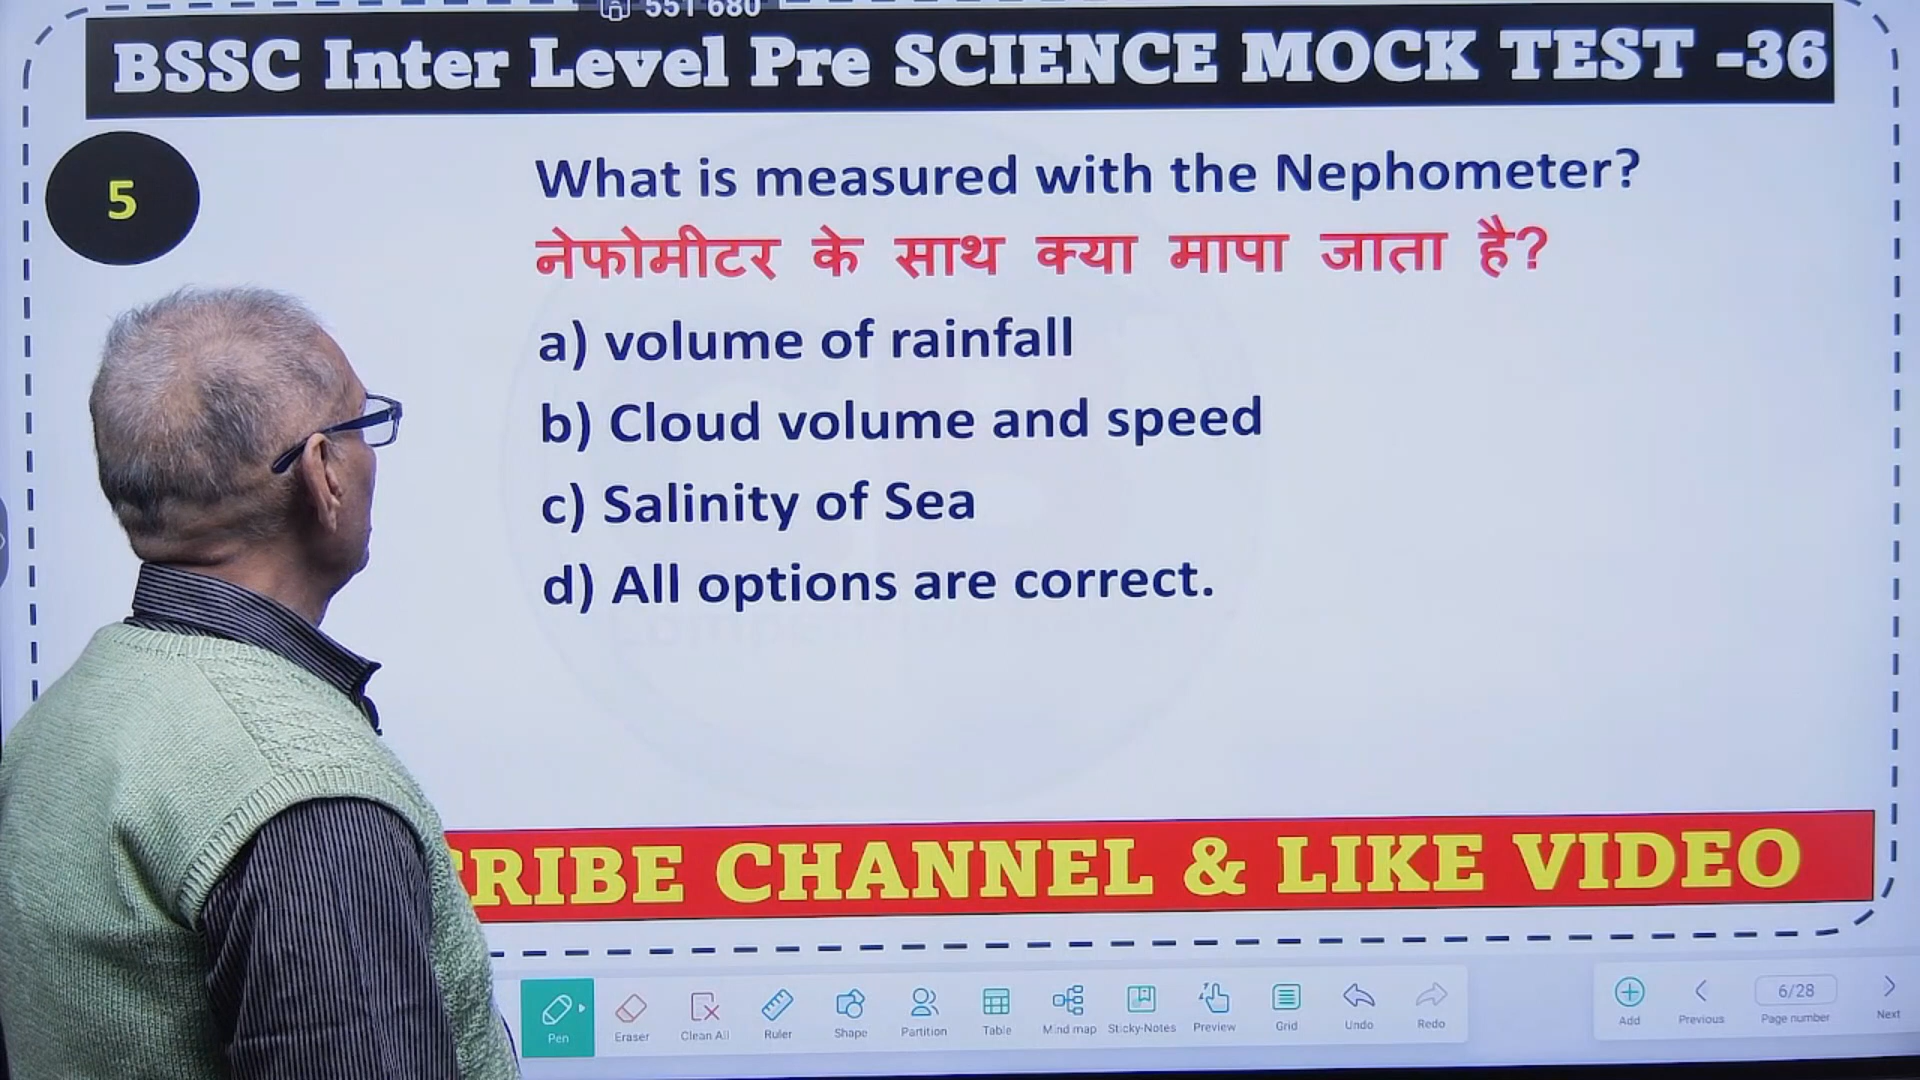 551 680
BSSC Inter Level Pre SCIENCE MOCK TEST -36
5
What is measured with the Nephometer?
नेफोमीटर के साथ क्या मापा जाता है?
a) volume of rainfall
b) Cloud volume and speed
c) Salinity of Sea
d) All options are correct.
CHANNEL & LIKE VIDEO
Pen Eraser Clean All Ruler Shape Partition Table Mind map Sticky-Notes Preview Grid Undo Redo
6/28
Add Previous Page number Next